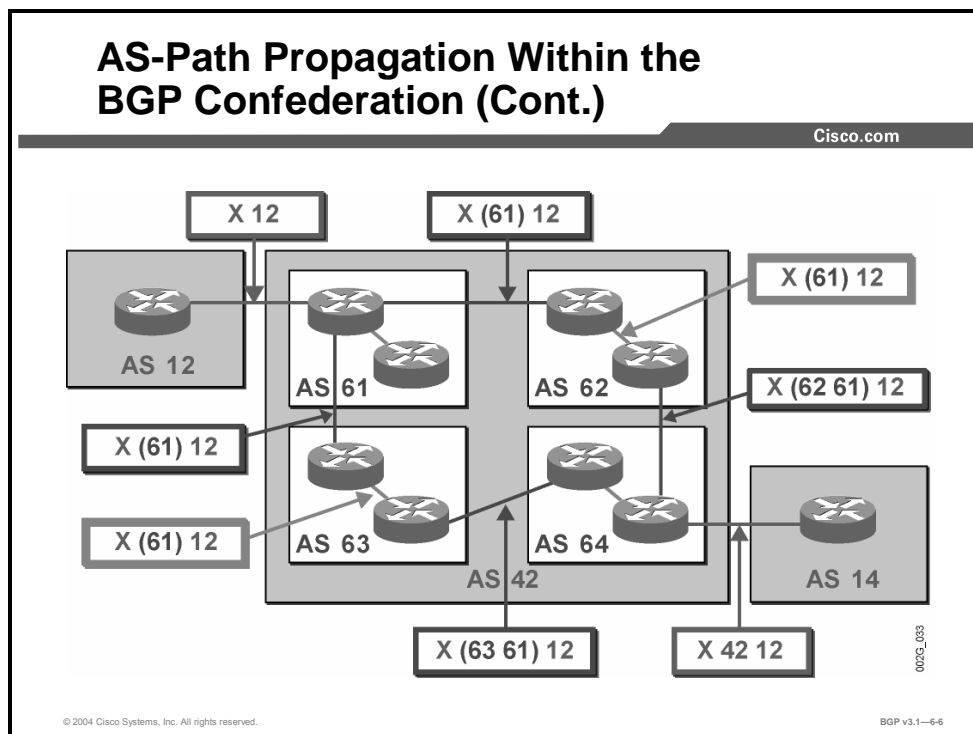 AS-Path Propagation Within the
BGP Confederation (Cont.)
Cisco.com
X 12
X (61) 12
X (61) 12
AS 12
AS 61
AS 62
X (62 61) 12
X (61) 12
X (61) 12
AS 63
AS 64
AS 42
AS 14
X (63 61) 12
X 42 12
002G_033
© 2004 Cisco Systems, Inc. All rights reserved.
BGP v3.1—6-6